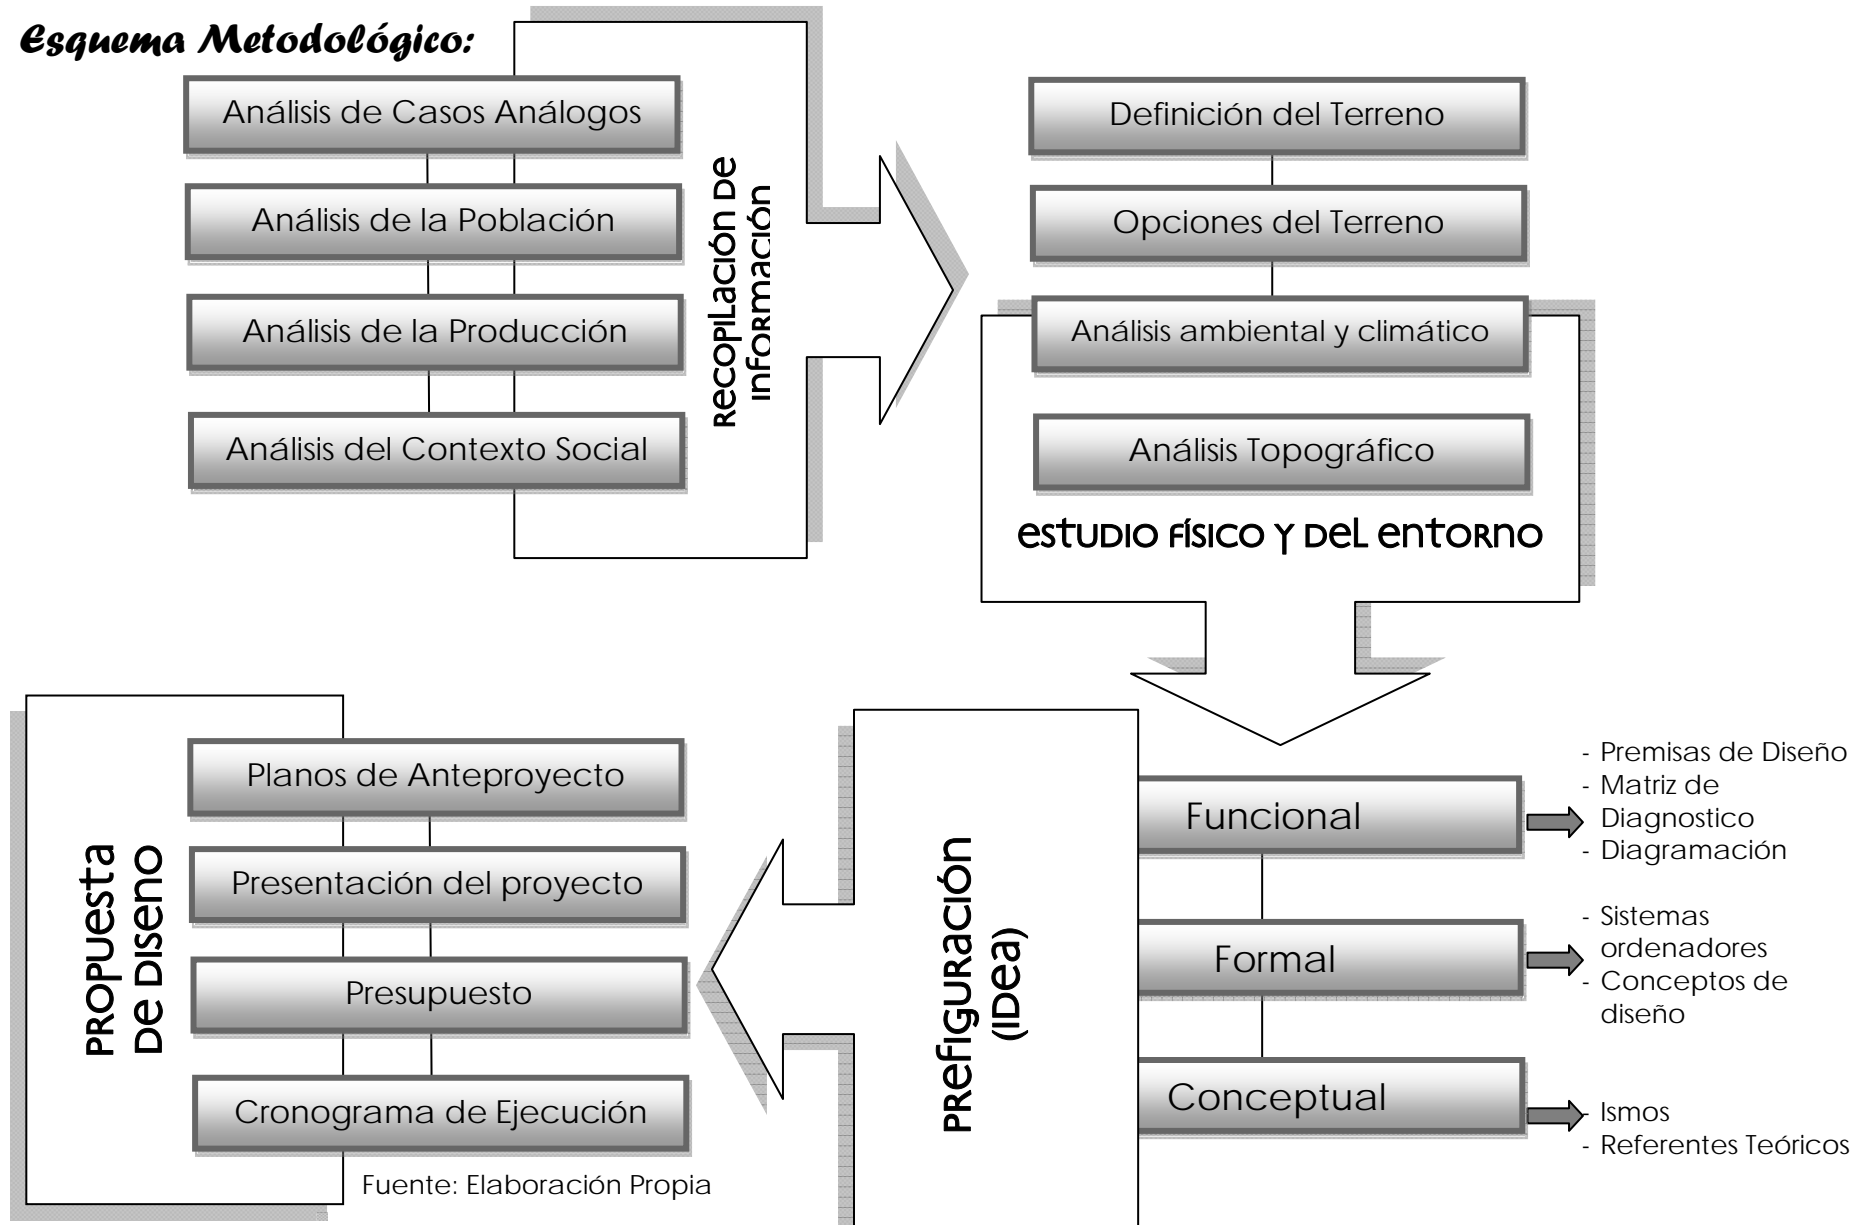 Esquema Metodológico:
Análisis de Casos Análogos
Análisis de la Población
Análisis de la Producción
Análisis del Contexto Social
Recopilación de
Información
Definición del Terreno
Opciones del Terreno
Análisis ambiental y climático
Análisis Topográfico
Estudio Físico y del Entorno
Funcional
- Premisas de Diseño
- Matriz de
Diagnostico
- Diagramación
Formal
- Sistemas
ordenadores
- Conceptos de
diseño
Conceptual
- Ismos
- Referentes Teóricos
Prefiguración
(Idea)
Propuesta
de Diseno
Planos de Anteproyecto
Presentación del proyecto
Presupuesto
Cronograma de Ejecución
Fuente: Elaboración Propia